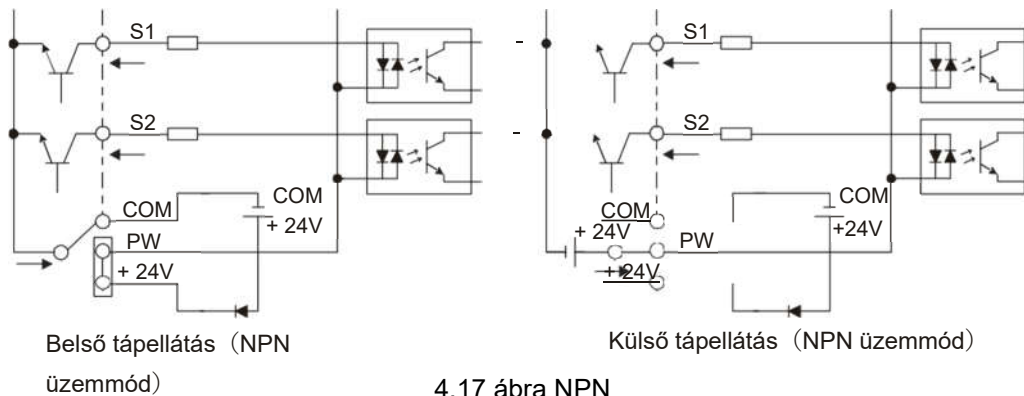 S1
S2
COM
COM
+ 24V
PW
+ 24V
Belső tápellátás（NPN
üzemmód）
S1
S2
COM
COM
+ 24V
+24V
PW
+ 24V
Külső tápellátás（NPN üzemmód）
4.17 ábra NPN